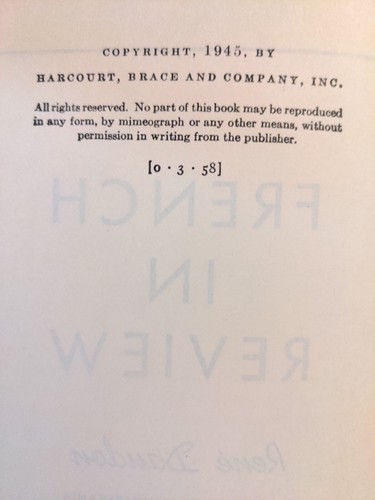 COPYRIGHT, 1945, BY
HARCOURT, BRACE AND COMPANY, INC.
All rights reserved. No part of this book may be reproduced
in any form, by mimeograph or any other means, without
permission in writing from the publisher.
[o · 3 · 58]
FRENCH
IN
REVIEW
René Daudon